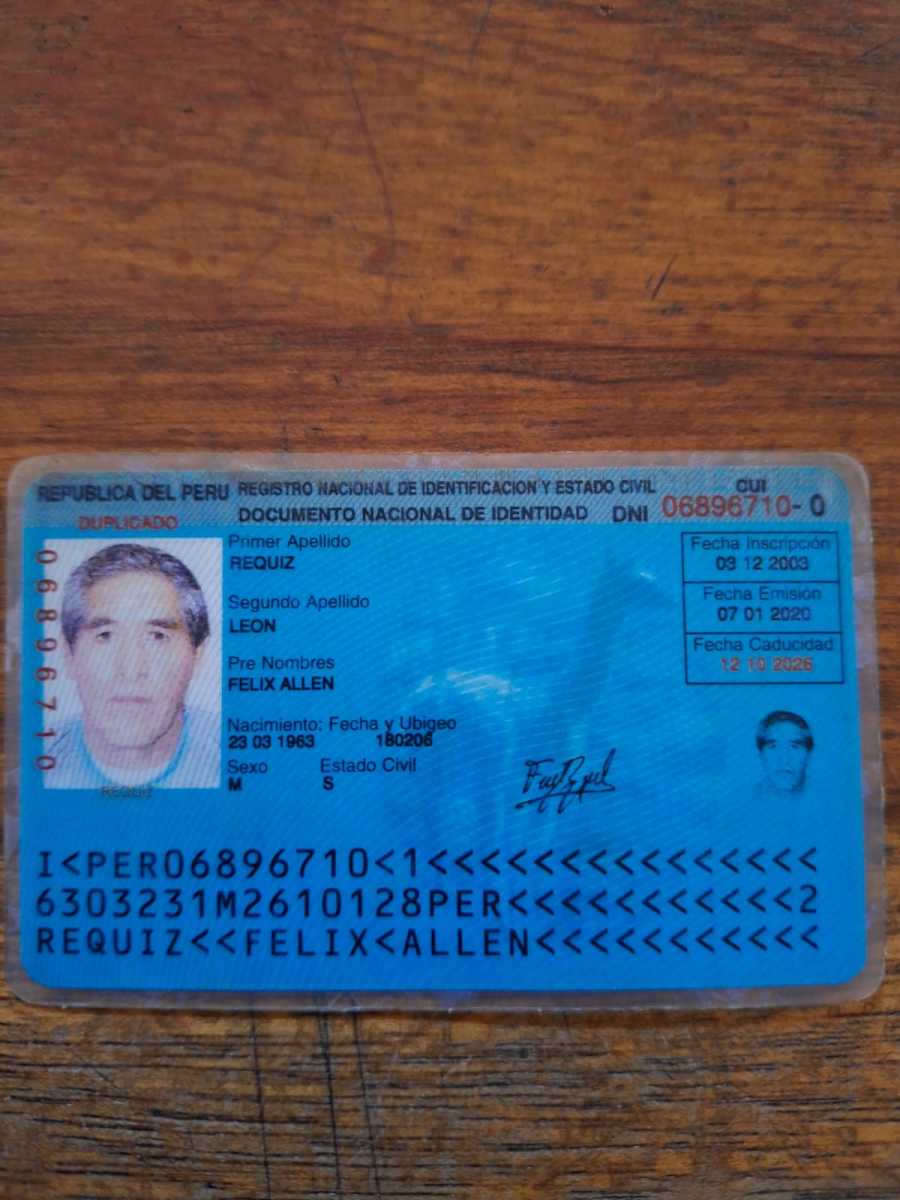 REPUBLICA DEL PERU REGISTRO NACIONAL DE IDENTIFICACION Y ESTADO CIVIL
CUI
DUPLICADO DOCUMENTO NACIONAL DE IDENTIDAD DNI 06896710-0
06896710
Primer Apellido
REQUIZ
Segundo Apellido
LEON
Pre Nombres
FELIX ALLEN
Nacimiento: Fecha y Ubigeo
23 03 1963 180206
Sexo Estado Civil
M S
REQUIZ
Fecha Inscripción
03 12 2003
Fecha Emisión
07 01 2020
Fecha Caducidad
12 10 2026
I<PER06896710<1<<<<<<<<<<<<<<<
6303231M2610128PER<<<<<<<<<<<2
REQUIZ<<FELIX<ALLEN<<<<<<<<<<<